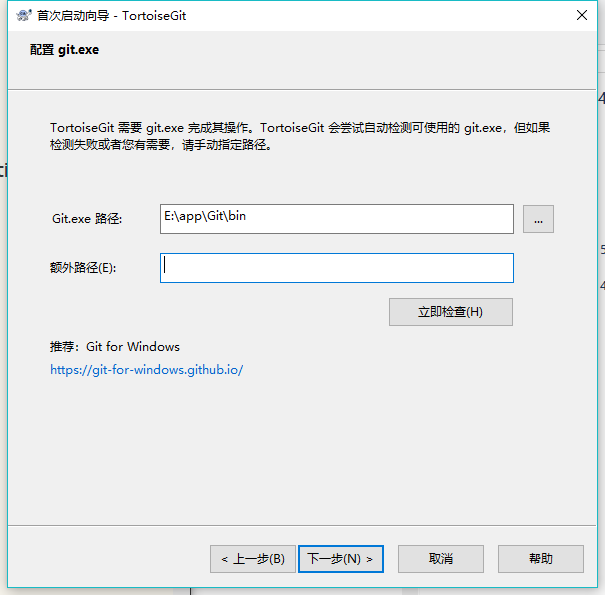 首次启动向导 - TortoiseGit
配置 git.exe
TortoiseGit 需要 git.exe 完成其操作。TortoiseGit 会尝试自动检测可使用的 git.exe，但如果
检测失败或者您有需要，请手动指定路径。
Git.exe 路径:
E:\app\Git\bin
...
额外路径(E):
立即检查(H)
推荐：Git for Windows
https://git-for-windows.github.io/
< 上一步(B)
下一步(N) >
取消
帮助